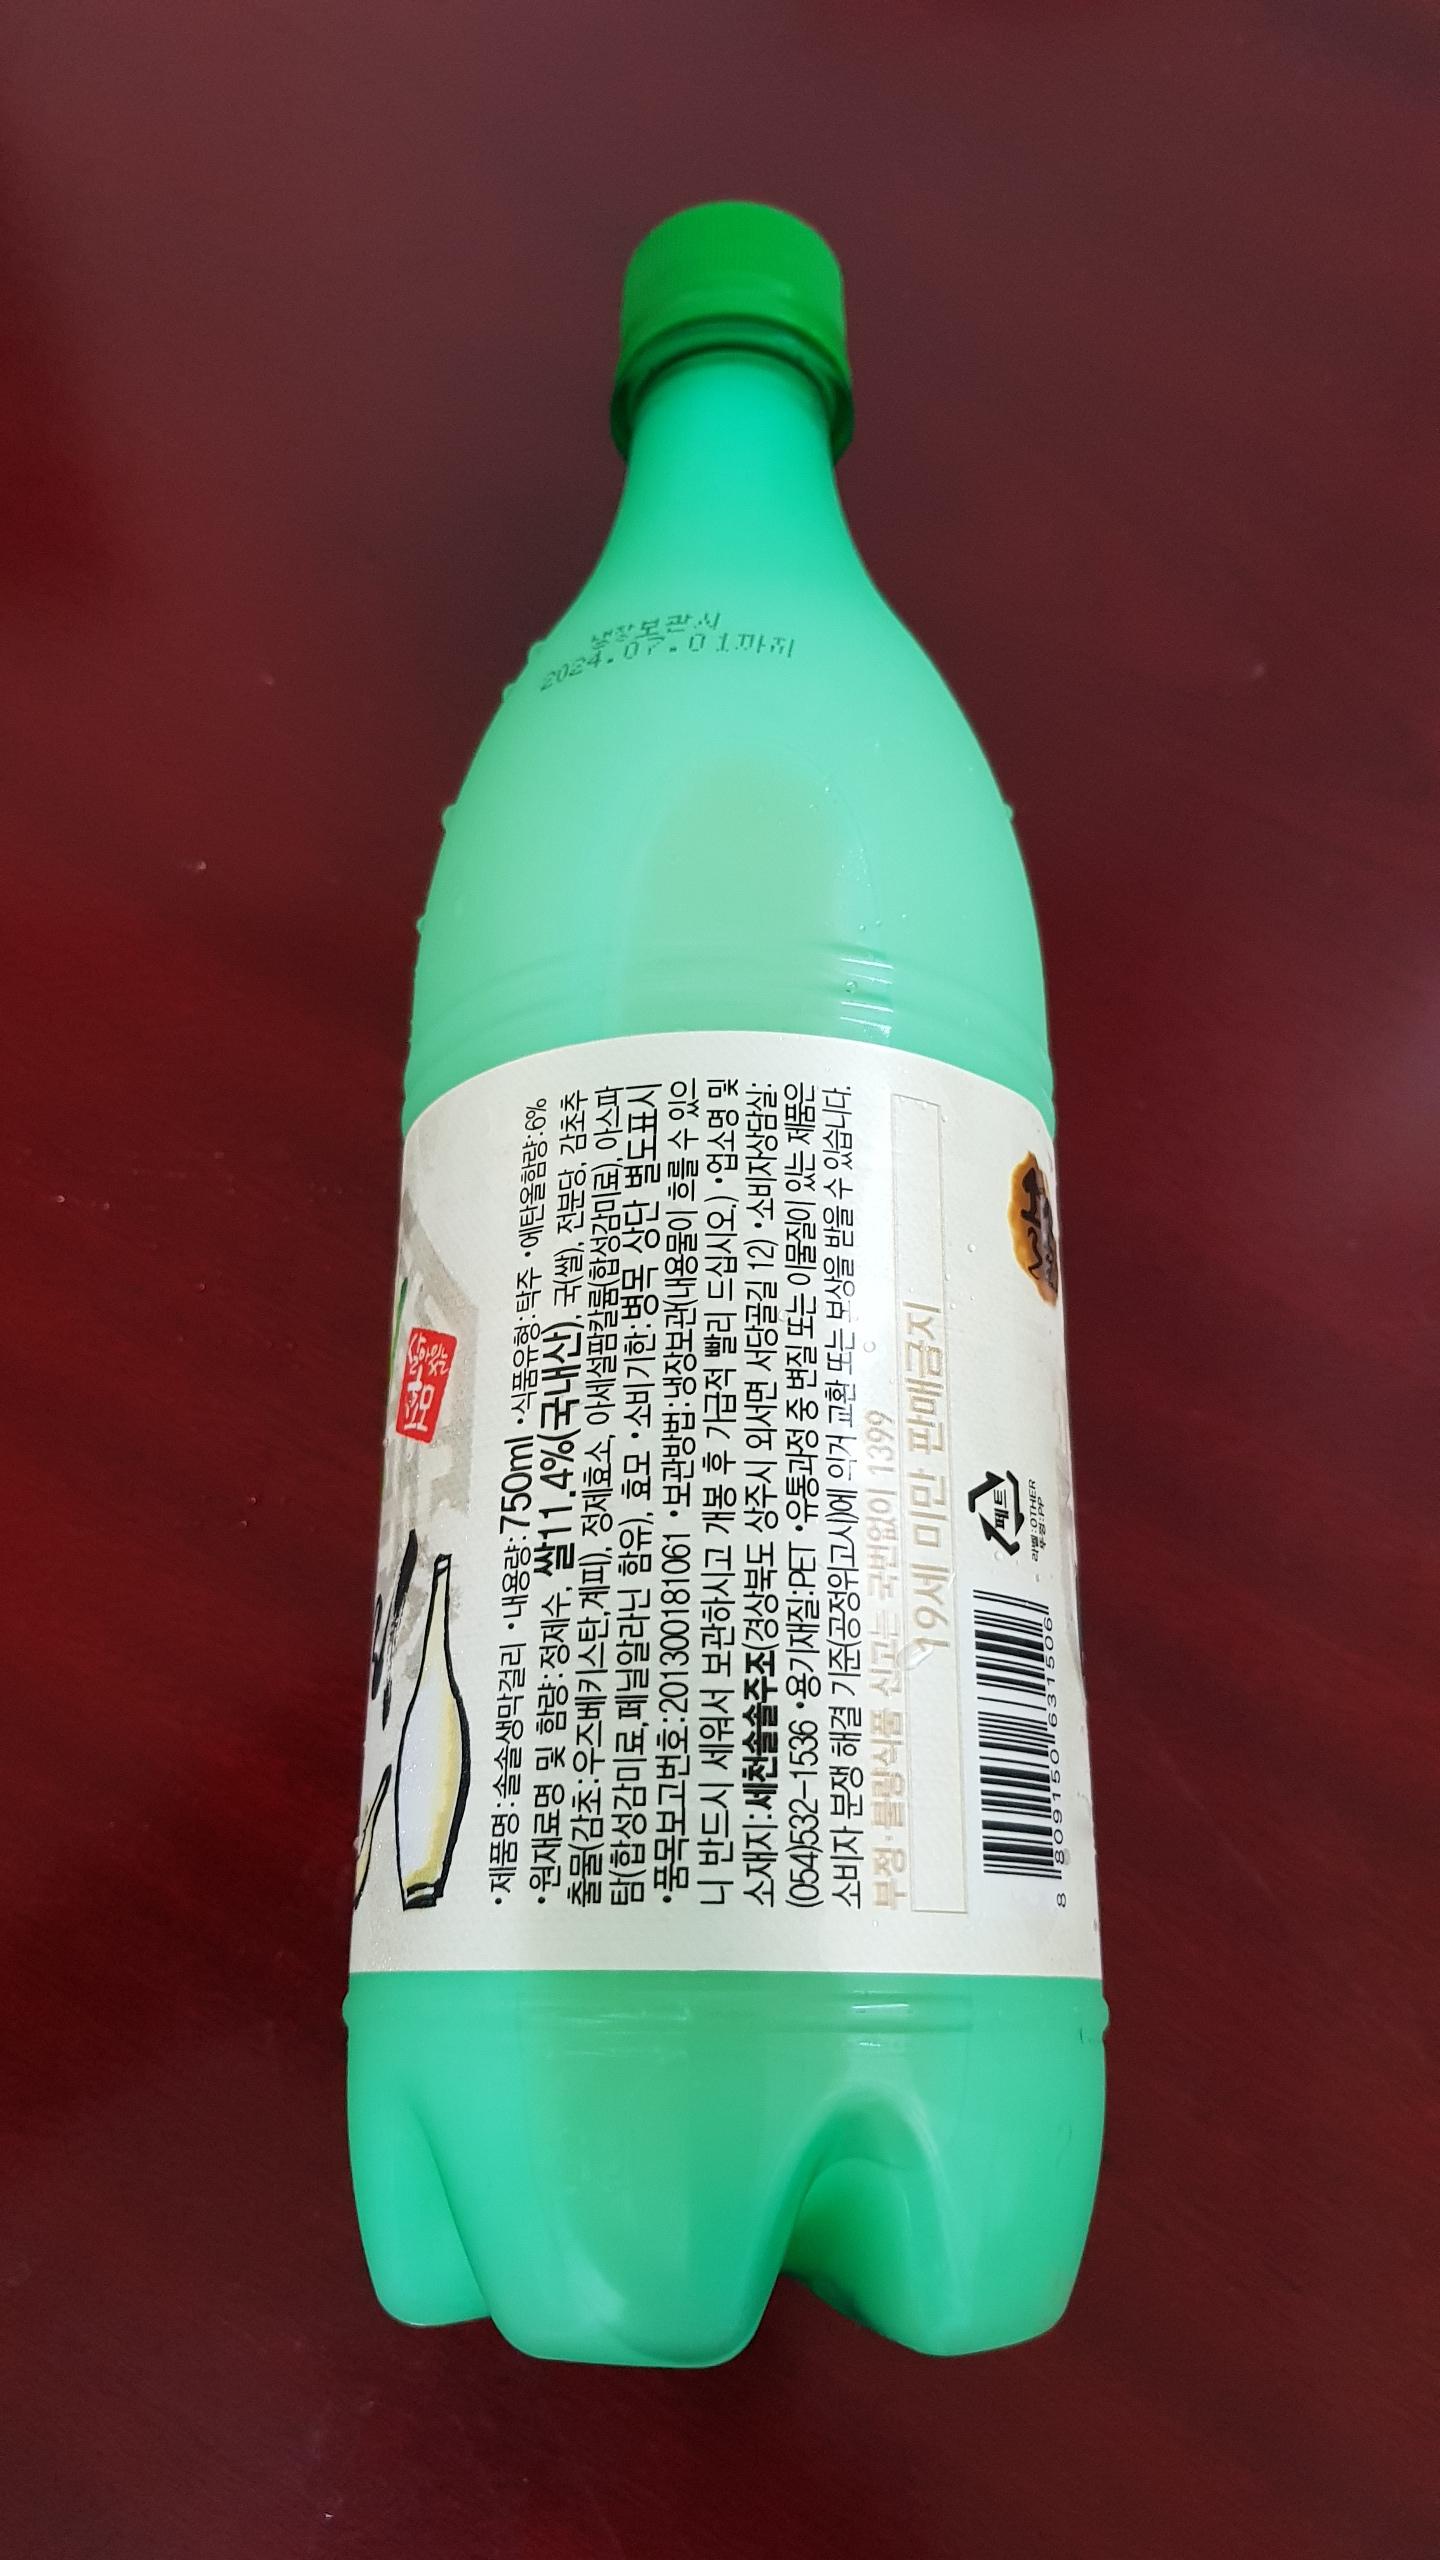 냉장보관시
2024.07.01까지
•제품명:솔솔생막걸리 •내용량:750ml •식품유형:탁주 •에탄올함량:6%
•원재료명 및 함량:정제수, 쌀11.4%(국내산), 국(쌀), 전분당, 감초추
출물(감초:우즈베키스탄,계피), 정제효소, 아세설팜칼륨(합성감미료), 아스파
탐(합성감미료,페닐알라닌 함유), 효모 •소비기한:병목 상단 별도표시
•품목보고번호:201300181061 •보관방법:냉장보관(내용물이 흐를 수 있으
니 반드시 세워서 보관하시고 개봉 후 가급적 빨리 드십시오.) •업소명 및
소재지:세천솔솔주조(경상북도 상주시 외서면 서당골길 12) •소비자상담실:
(054)532-1536 •용기재질:PET •유통과정 중 변질 또는 이물질이 있는 제품은
소비자 분쟁 해결 기준(공정위고시)에 의거 교환 또는 보상을 받을 수 있습니다.
부정·불량식품 신고는 국번없이 1399
19세 미만 판매금지
페트
라벨:OTHER
뚜껑:PP
8 809150 631506